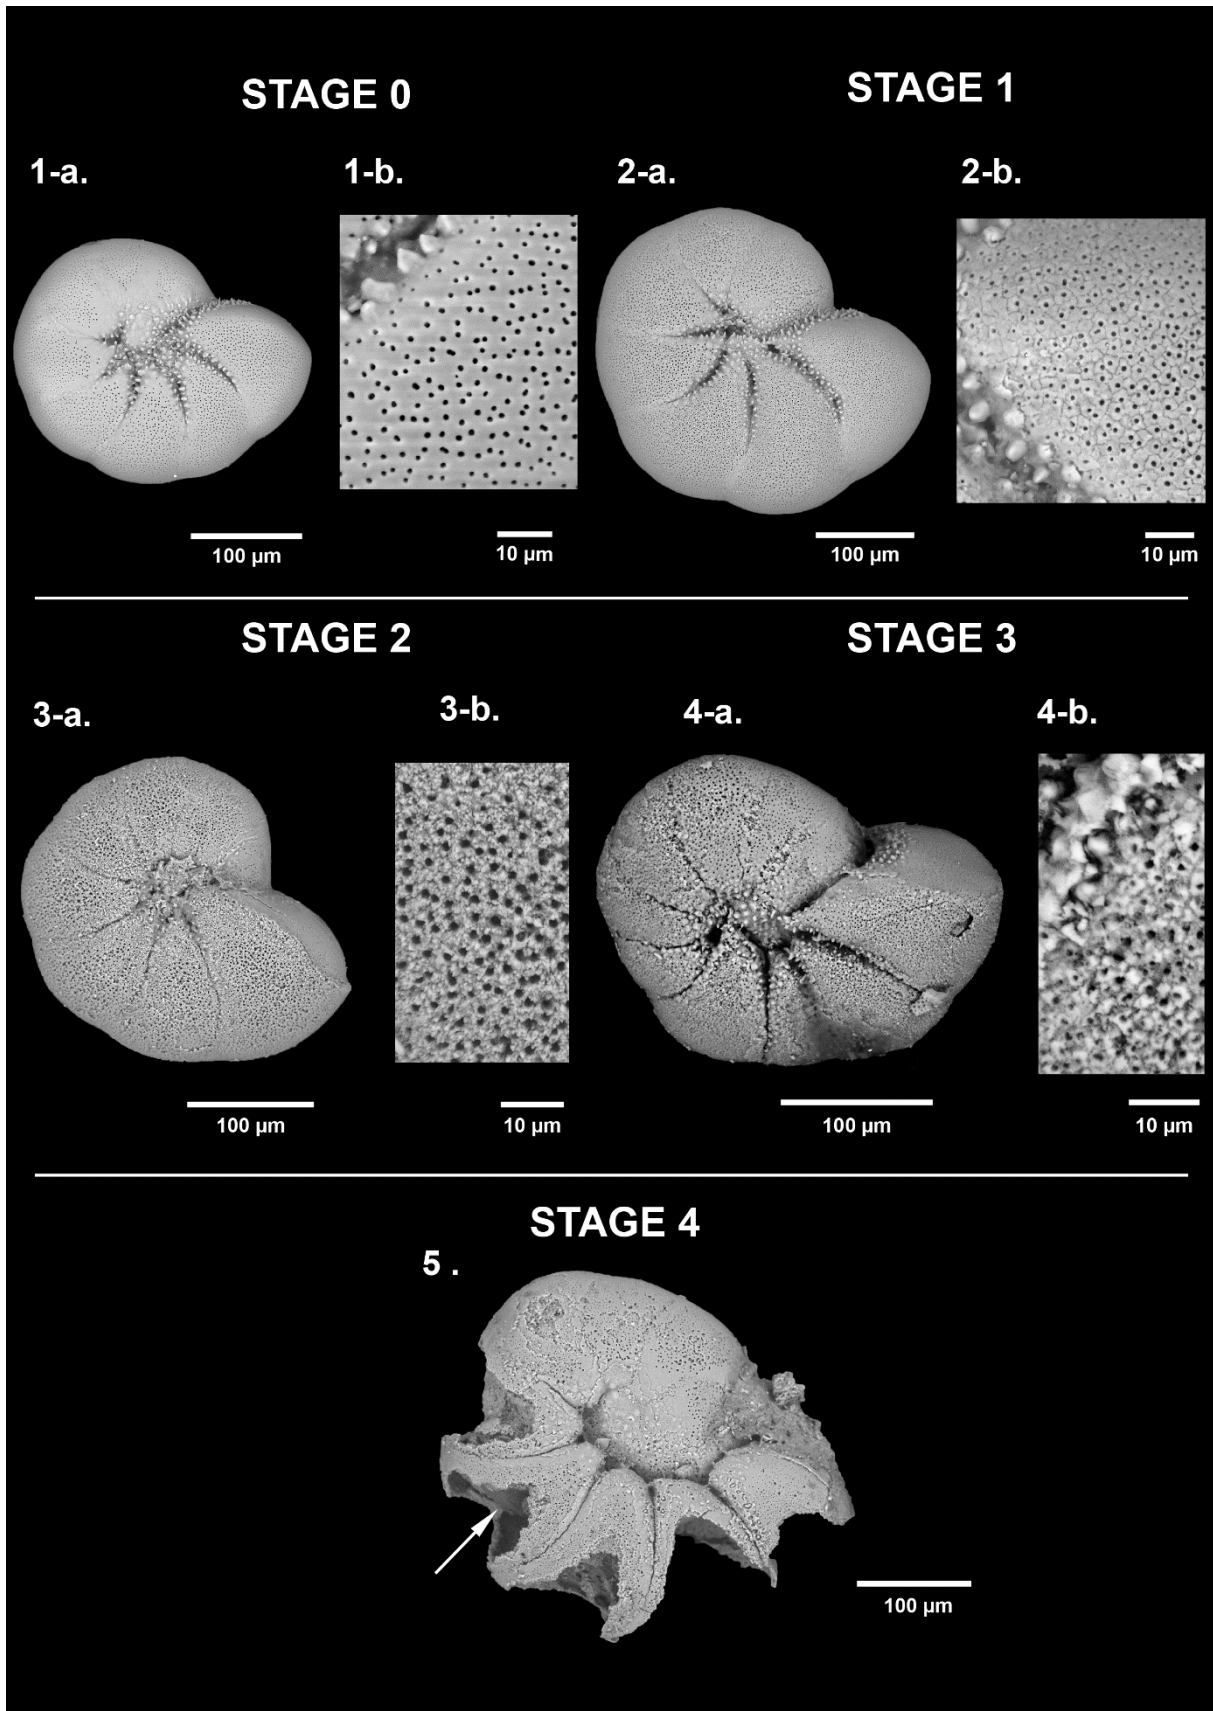 STAGE 0
STAGE 1
1-a.
1-b.
2-a.
2-b.
100 µm
10 µm
100 µm
10 µm
STAGE 2
STAGE 3
3-a.
3-b.
4-a.
4-b.
100 µm
10 µm
100 µm
10 µm
STAGE 4
5 .
100 µm